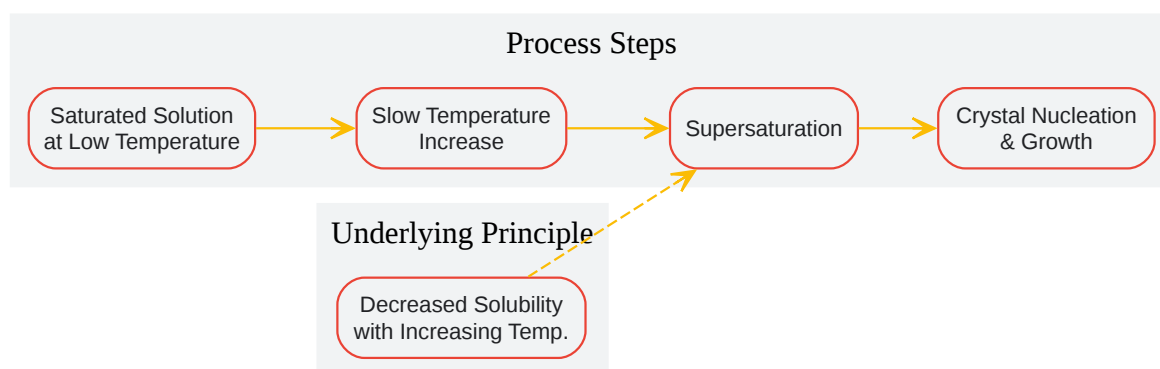 Process Steps
Saturated Solution
at Low Temperature
Slow Temperature
Increase
Supersaturation
Crystal Nucleation
& Growth
Underlying Principle
Decreased Solubility
with Increasing Temp.